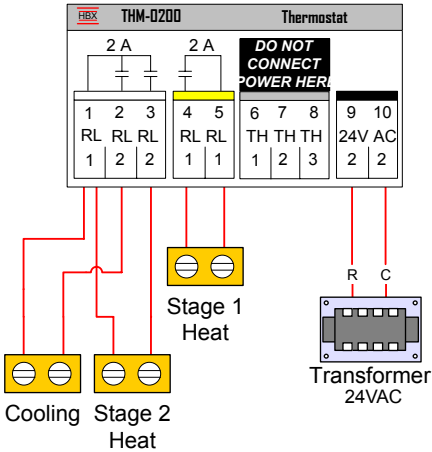 HBX THM-0200 Thermostat
2 A 2 A DO NOT
CONNECT
POWER HERE
1 2 3 4 5 6 7 8 9 10
RL RL RL RL RL TH TH TH 24V AC
1 2 2 1 1 1 2 3 2 2
R C
Stage 1
Heat
Transformer
24VAC
Cooling Stage 2
Heat